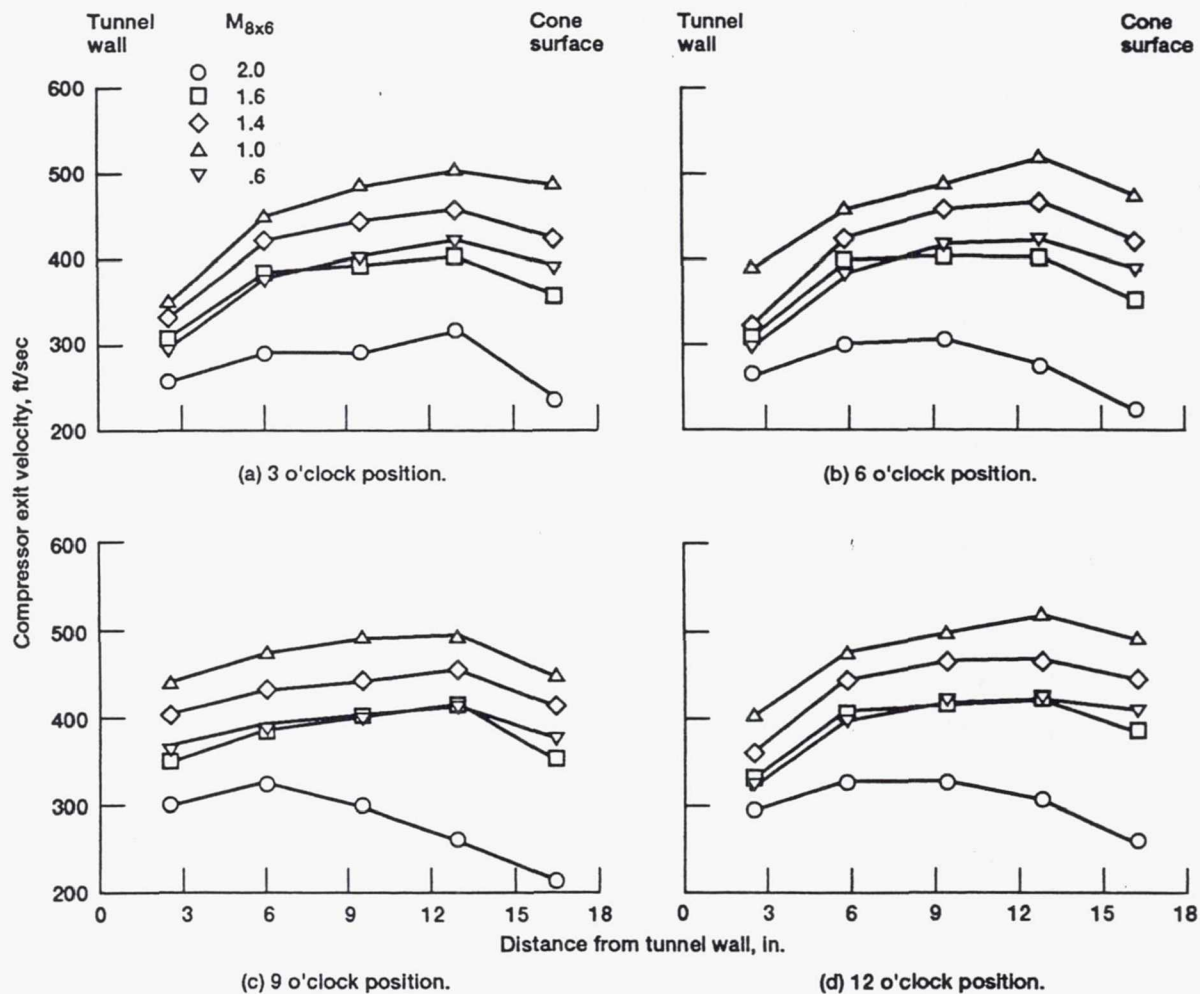 Tunnel wall
M8x6
Cone surface
2.0
1.6
1.4
1.0
.6
600
500
400
300
200
(a) 3 o'clock position.
Tunnel wall
Cone surface
(b) 6 o'clock position.
Compressor exit velocity, ft/sec
600
500
400
300
200
0 3 6 9 12 15 18
(c) 9 o'clock position.
0 3 6 9 12 15 18
(d) 12 o'clock position.
Distance from tunnel wall, in.